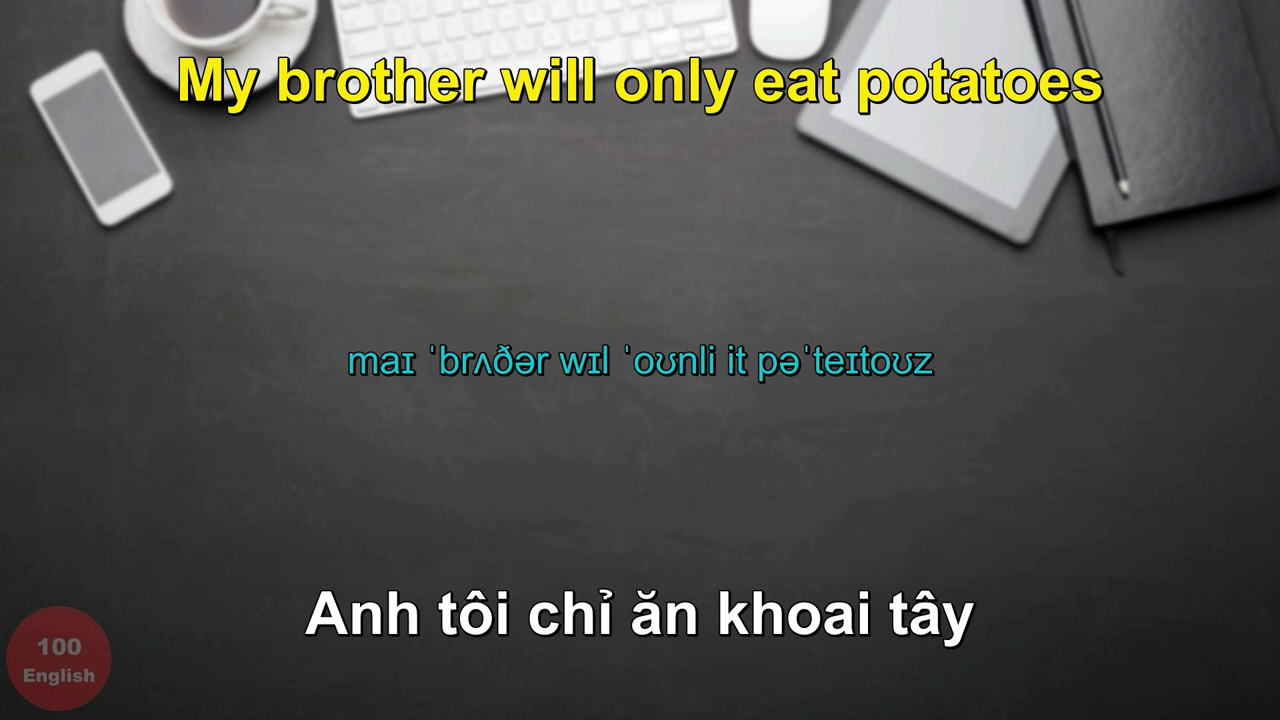 My brother will only eat potatoes
maɪ ˈbrʌðər wɪl ˈoʊnli it pəˈteɪtoʊz
Anh tôi chỉ ăn khoai tây
100
English